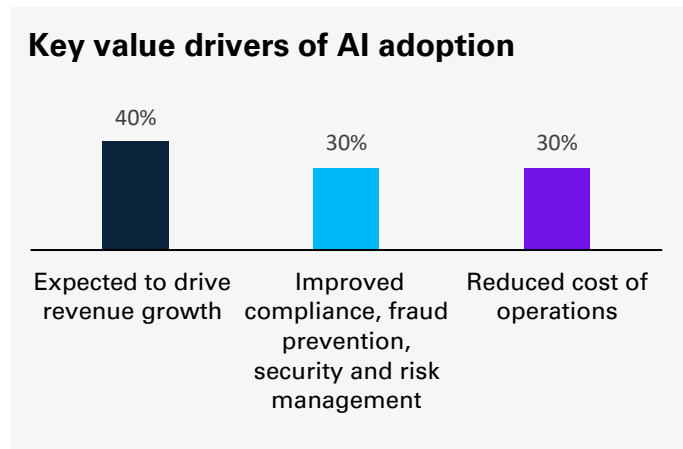 Key value drivers of AI adoption
40%
30%
30%
Expected to drive
revenue growth
Improved
compliance, fraud
prevention,
security and risk
management
Reduced cost of
operations